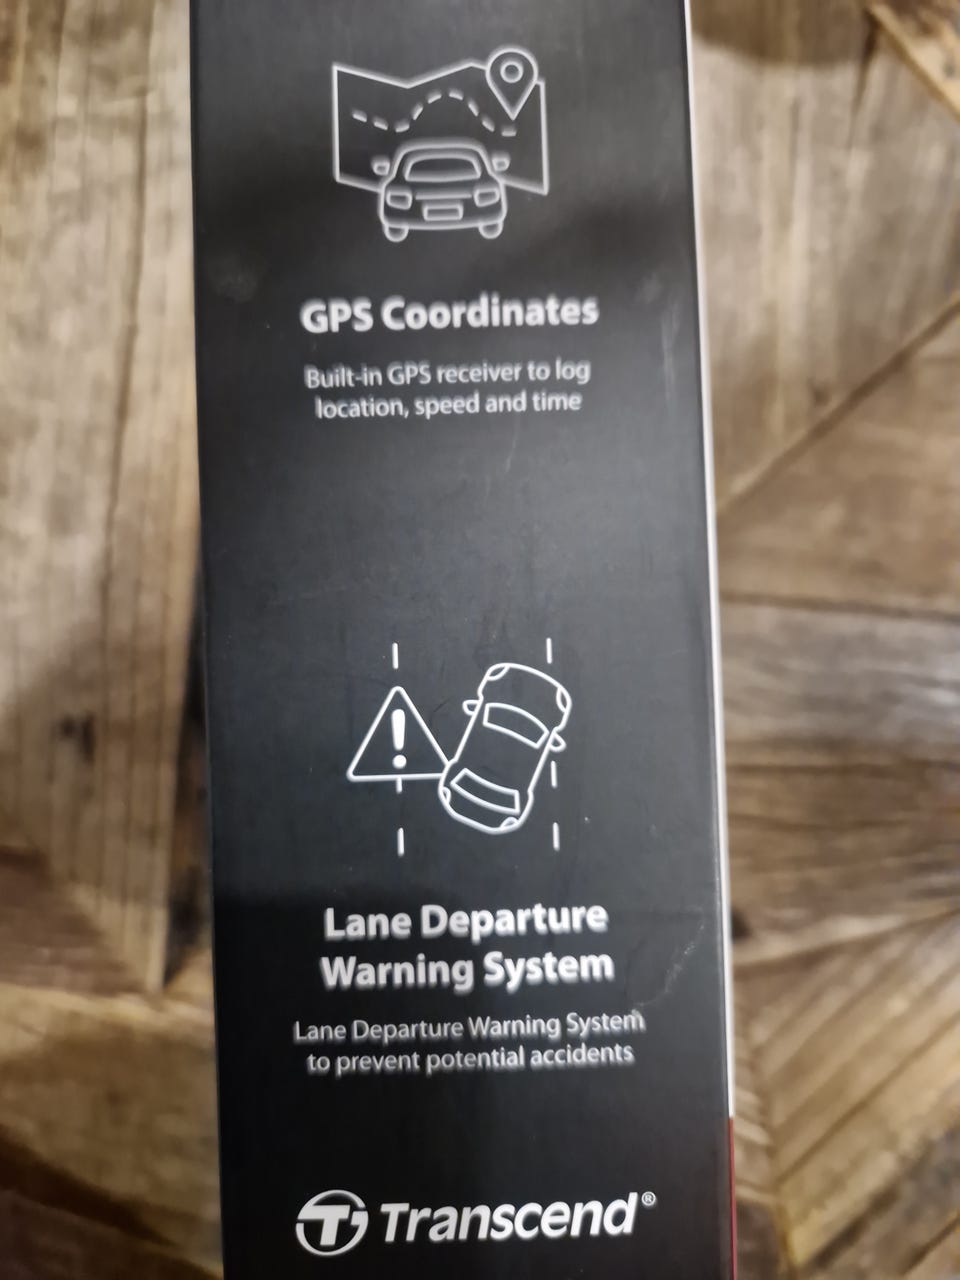 GPS Coordinates
Built-in GPS receiver to log
location, speed and time
Lane Departure
Warning System
Lane Departure Warning System
to prevent potential accidents
Transcend®